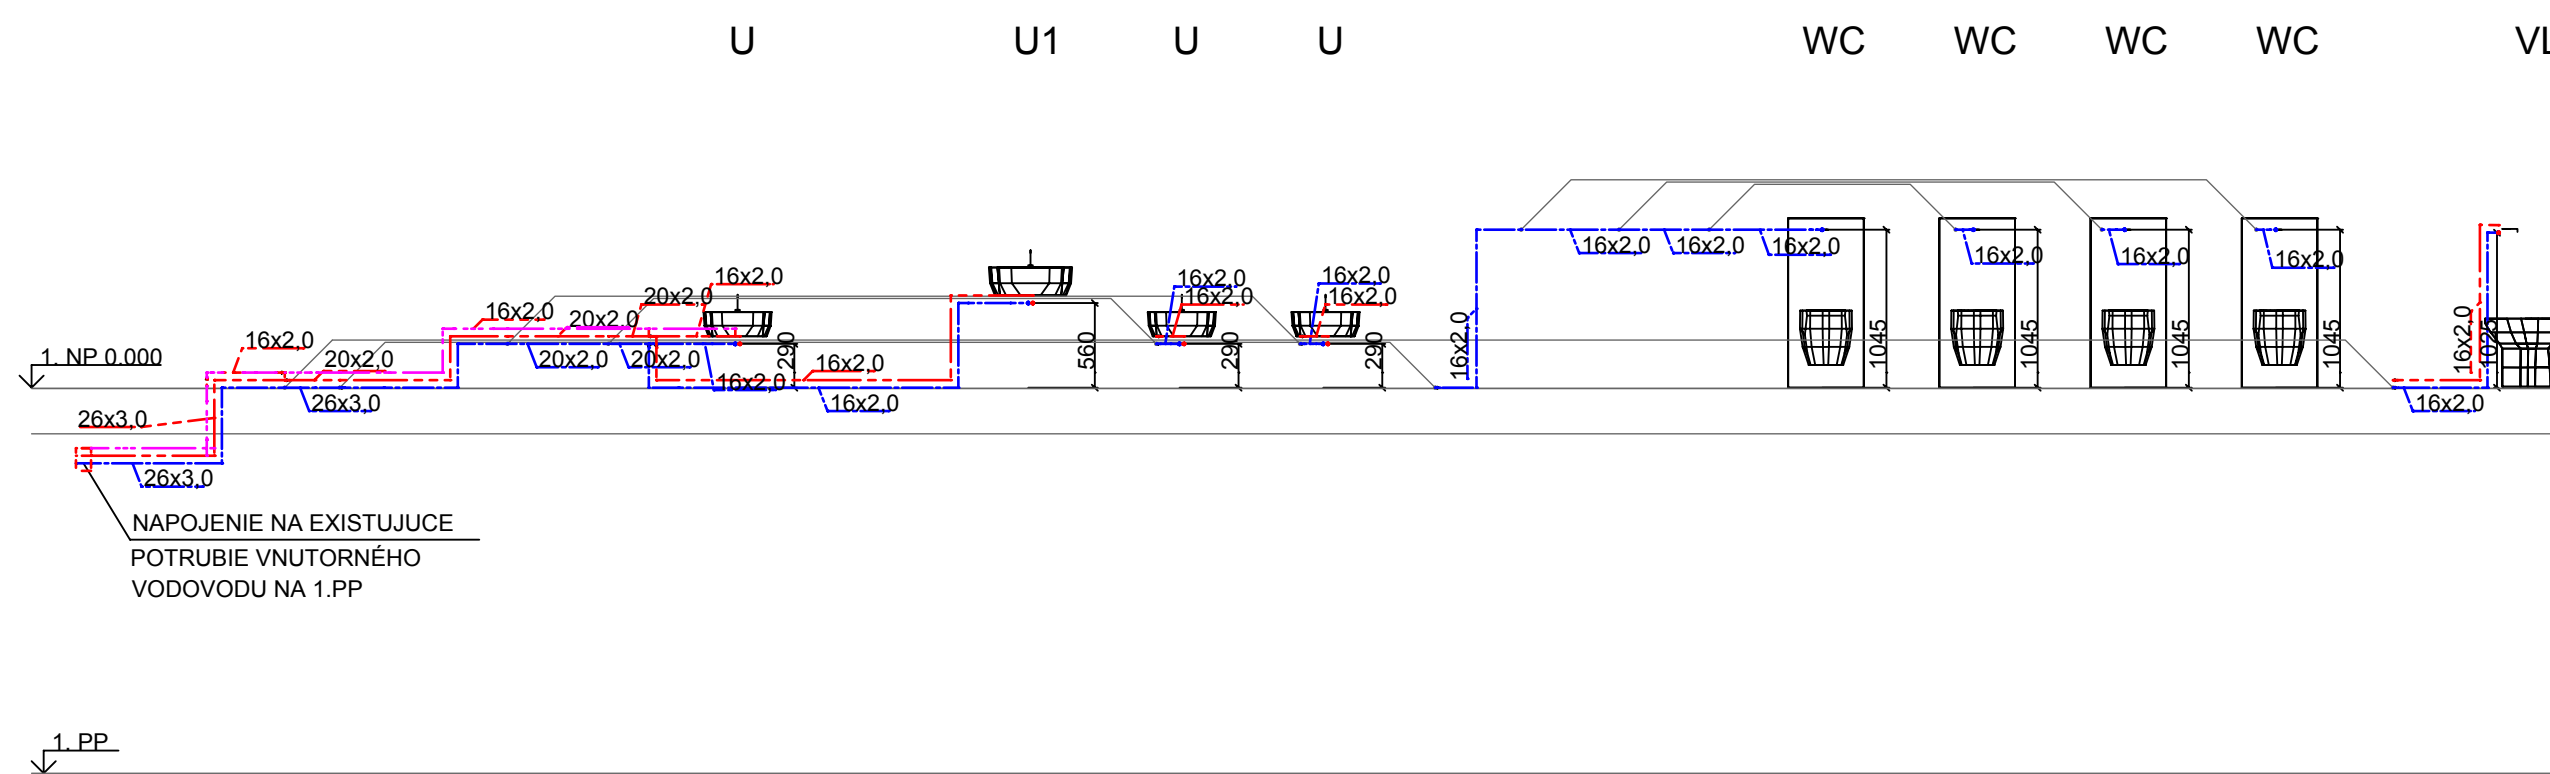 U U1 U U WC WC WC WC VL
16x2,0 16x2,0 16x2,0
20x2,0 16x2,0 16x2,0
16x2,0 20x2,0
16x2,0 16x2,0 16x2,0 16x2,0 16x2,0 16x2,0
16x2,0
1. NP 0.000
20x2,0 20x2,0 20x2,0 16x2,0
290 560 290 290
16x2,0
1045 1045 1045 1045
16x2,0 1025
26x3,0 16x2,0 16x2,0 16x2,0
26x3,0
26x3,0
NAPOJENIE NA EXISTUJUCE
POTRUBIE VNUTORNÉHO
VODOVODU NA 1.PP
1. PP